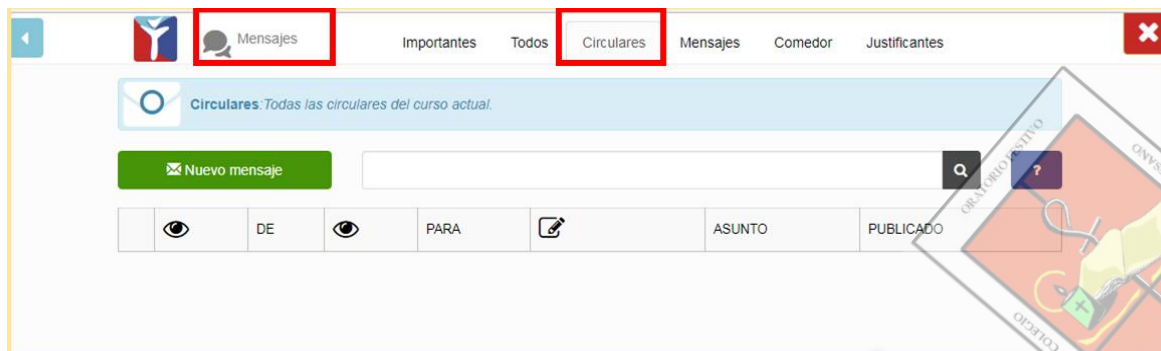 Mensajes Importantes Todos Circulares Mensajes Comedor Justificantes
Circulares:Todas las circulares del curso actual.
Nuevo mensaje ?
DE PARA ASUNTO PUBLICADO
ORATORIO FESTIVO
COLEGIO